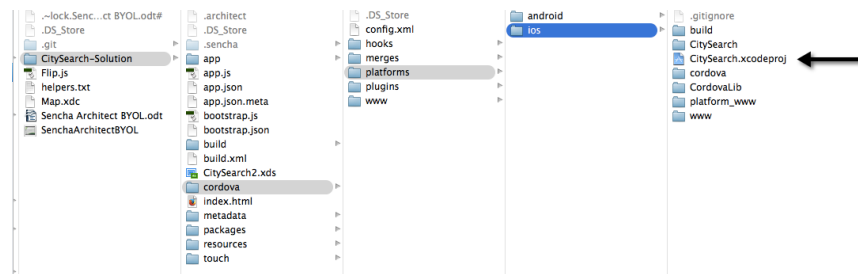 .~lock.Senc...ct BYOL.odt#
.DS_Store
.git
CitySearch-Solution
Flip.js
helpers.txt
Map.xdc
Sencha Architect BYOL.odt
SenchaArchitectBYOL
.architect
.DS_Store
.sencha
app
app.js
app.json
app.json.meta
bootstrap.js
bootstrap.json
build
build.xml
CitySearch2.xds
cordova
index.html
metadata
packages
resources
touch
.DS_Store
config.xml
hooks
merges
platforms
plugins
www
android
ios
.gitignore
build
CitySearch
CitySearch.xcodeproj
cordova
CordovaLib
platform_www
www